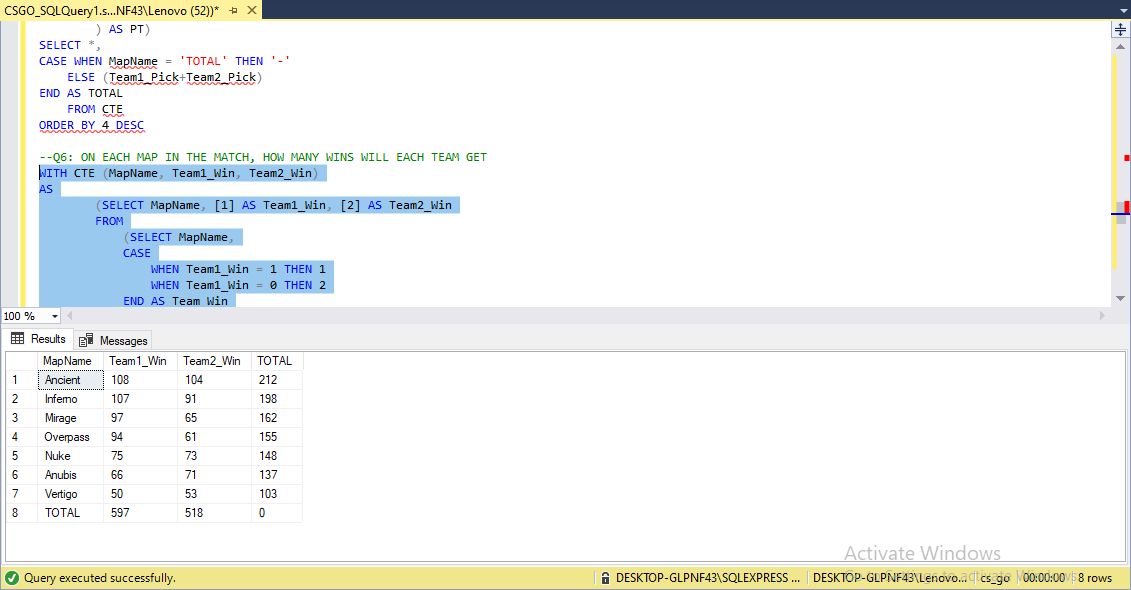 CSGO_SQLQuery1.s...NF43\Lenovo (52))*
) AS PT)
SELECT *,
CASE WHEN MapName = 'TOTAL' THEN '-'
ELSE (Team1_Pick+Team2_Pick)
END AS TOTAL
FROM CTE
ORDER BY 4 DESC
--Q6: ON EACH MAP IN THE MATCH, HOW MANY WINS WILL EACH TEAM GET
WITH CTE (MapName, Team1_Win, Team2_Win)
AS
(SELECT MapName, [1] AS Team1_Win, [2] AS Team2_Win
FROM
(SELECT MapName,
CASE
WHEN Team1_Win = 1 THEN 1
WHEN Team1_Win = 0 THEN 2
END AS Team_Win
100 %
Results Messages
MapName Team1_Win Team2_Win TOTAL
1 Ancient 108 104 212
2 Inferno 107 91 198
3 Mirage 97 65 162
4 Overpass 94 61 155
5 Nuke 75 73 148
6 Anubis 66 71 137
7 Vertigo 50 53 103
8 TOTAL 597 518 0
Activate Windows
Go to Settings to activate Windows.
Query executed successfully. DESKTOP-GLPNF43\SQLEXPRESS ... DESKTOP-GLPNF43\Lenovo... cs_go 00:00:00 8 rows